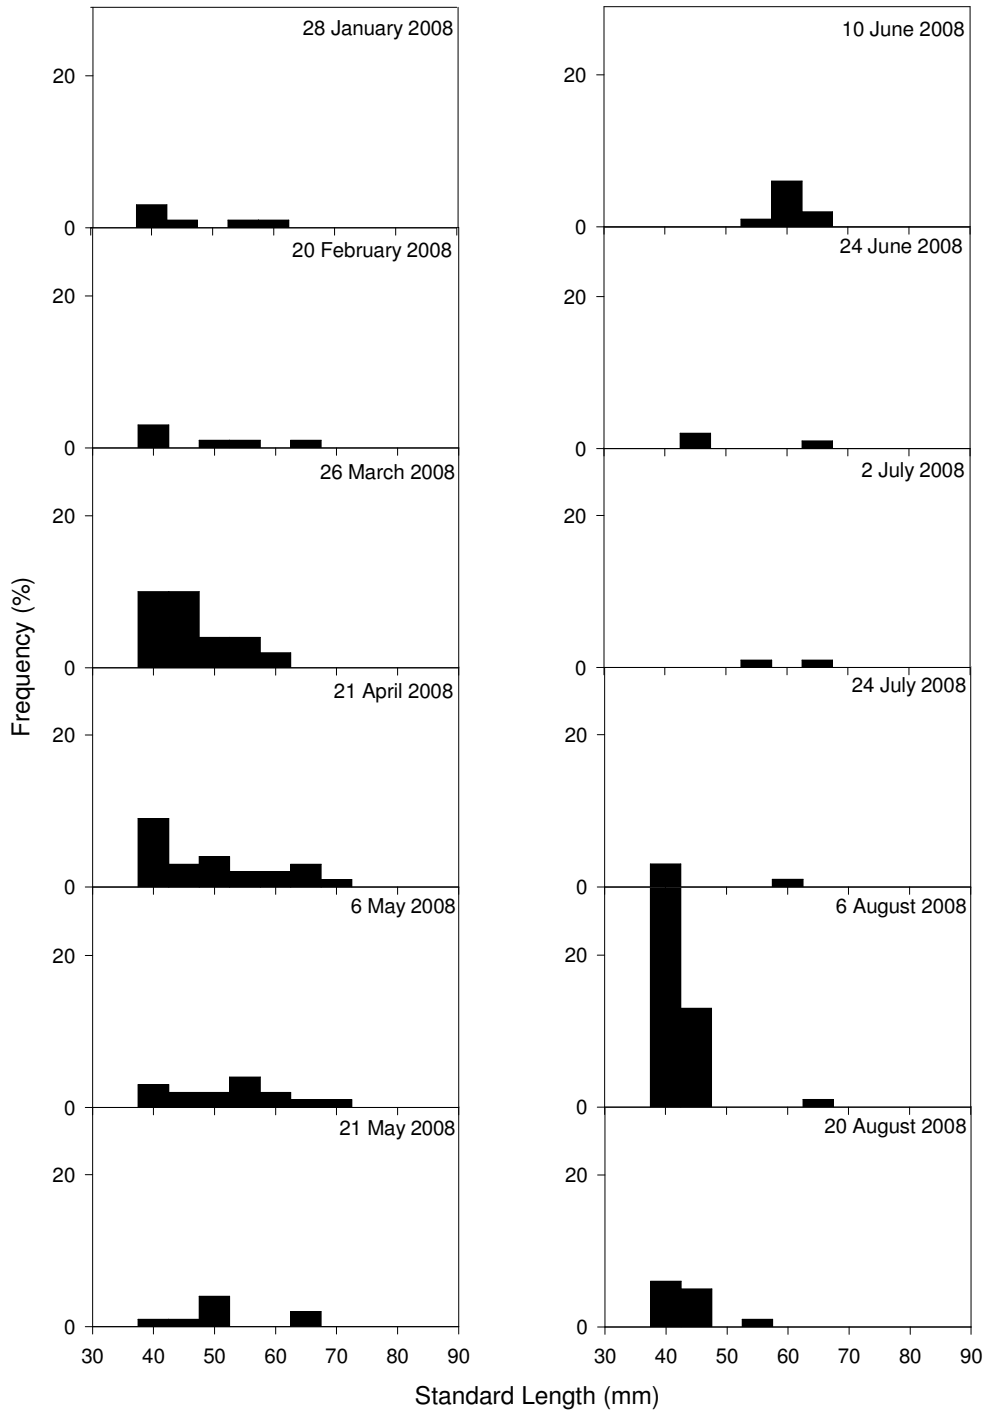 28 January 2008
20
0
20 February 2008
20
0
26 March 2008
20
0
21 April 2008
20
0
6 May 2008
20
0
21 May 2008
20
0
30 40 50 60 70 80 90
10 June 2008
20
0
24 June 2008
20
0
2 July 2008
20
0
24 July 2008
20
0
6 August 2008
20
0
20 August 2008
20
0
30 40 50 60 70 80 90
Frequency (%)
Standard Length (mm)